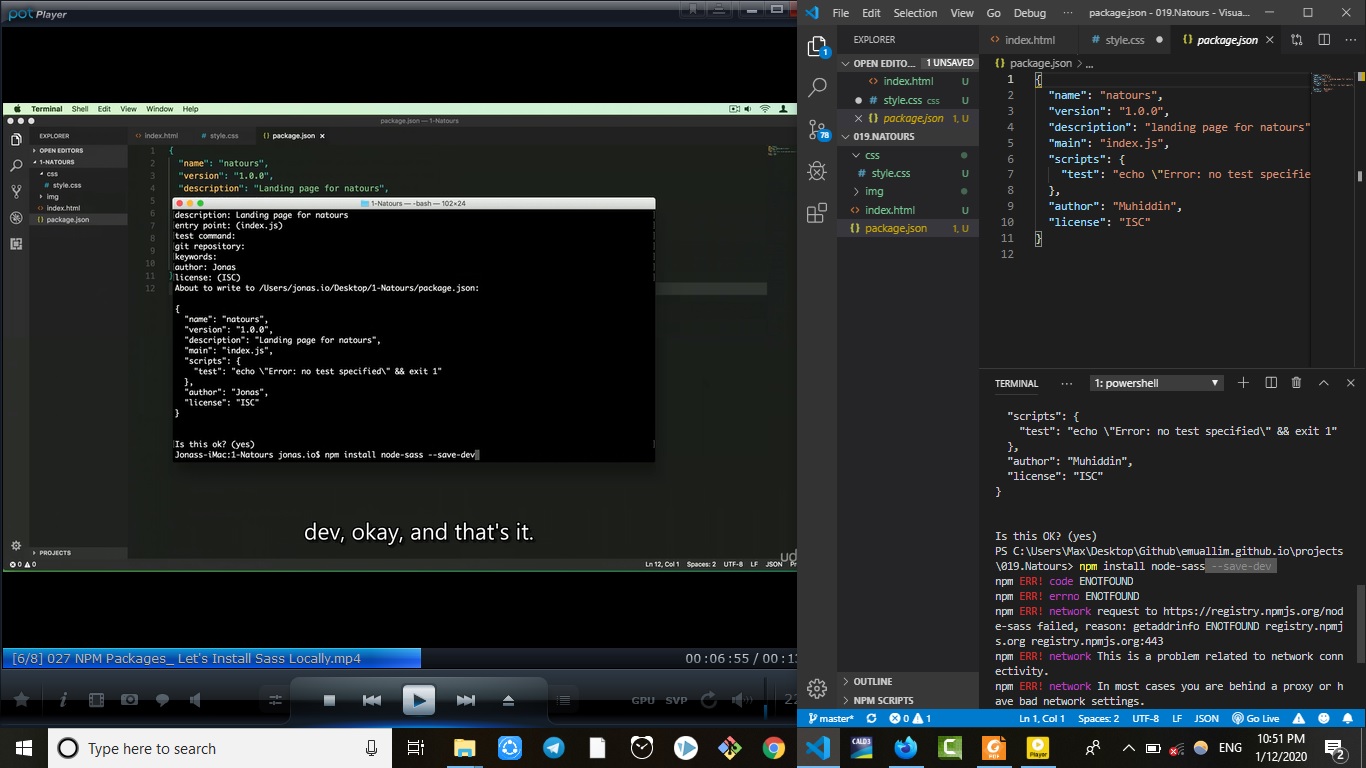 pot Player
Terminal Shell Edit View Window Help
package.json — 1-Natours
EXPLORER
index.html
style.css
package.json ×
OPEN EDITORS
1-NATOURS
css
style.css
img
index.html
package.json
1 {
2 "name": "natours",
3 "version": "1.0.0",
4 "description": "Landing page for natours",
5
6
7
8
9
10
11 }
12
1-Natours — -bash — 102×24
description: Landing page for natours
entry point: (index.js)
test command:
git repository:
keywords:
author: Jonas
license: (ISC)
About to write to /Users/jonas.io/Desktop/1-Natours/package.json:
{
"name": "natours",
"version": "1.0.0",
"description": "Landing page for natours",
"main": "index.js",
"scripts": {
"test": "echo \"Error: no test specified\" && exit 1"
},
"author": "Jonas",
"license": "ISC"
}
Is this ok? (yes)
Jonass-iMac:1-Natours jonas.io$ npm install node-sass --save-dev
dev, okay, and that's it.
PROJECTS
0 0
Ln 12, Col 1 Spaces: 2 UTF-8 LF JSON
ud
[6/8] 027 NPM Packages_ Let's Install Sass Locally.mp4
00:06:55 / 00:1
GPU SVP
22
File Edit Selection View Go Debug ··· package.json - 019.Natours - Visua...
EXPLORER
index.html
style.css ●
package.json ×
OPEN EDITO... 1 UNSAVED
index.html U
style.css css U
package.json 1, U
019.NATOURS
css
style.css U
img
index.html U
package.json 1, U
1
78
package.json > ...
1 {
2 "name": "natours",
3 "version": "1.0.0",
4 "description": "landing page for natours"
5 "main": "index.js",
6 "scripts": {
7 "test": "echo \"Error: no test specifie
8 },
9 "author": "Muhiddin",
10 "license": "ISC"
11 }
12
TERMINAL ··· 1: powershell
"scripts": {
"test": "echo \"Error: no test specified\" && exit 1"
},
"author": "Muhiddin",
"license": "ISC"
}
Is this OK? (yes)
PS C:\Users\Max\Desktop\Github\emuallim.github.io\projects
\019.Natours> npm install node-sass --save-dev
npm ERR! code ENOTFOUND
npm ERR! errno ENOTFOUND
npm ERR! network request to https://registry.npmjs.org/nod
e-sass failed, reason: getaddrinfo ENOTFOUND registry.npmj
s.org registry.npmjs.org:443
npm ERR! network This is a problem related to network conn
ectivity.
npm ERR! network In most cases you are behind a proxy or h
ave bad network settings.
OUTLINE
NPM SCRIPTS
master* 0 1 Ln 1, Col 1 Spaces: 2 UTF-8 LF JSON Go Live
Type here to search
CALD3
PDF
Player
ENG
10:51 PM
1/12/2020
2